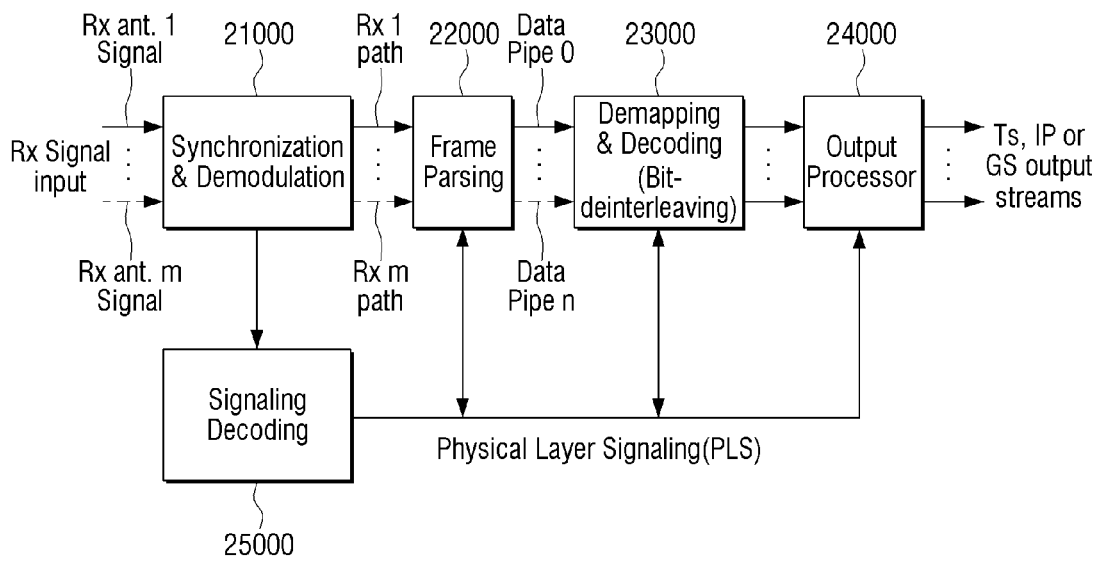 Rx ant. 1
Signal
21000
Rx 1
path
22000
Data
Pipe 0
23000
24000
Rx Signal
input
Synchronization
& Demodulation
Frame
Parsing
Demapping
& Decoding
(Bit-
deinterleaving)
Output
Processor
Ts, IP or
GS output
streams
Rx ant. m
Signal
Rx m
path
Data
Pipe n
Signaling
Decoding
Physical Layer Signaling(PLS)
25000